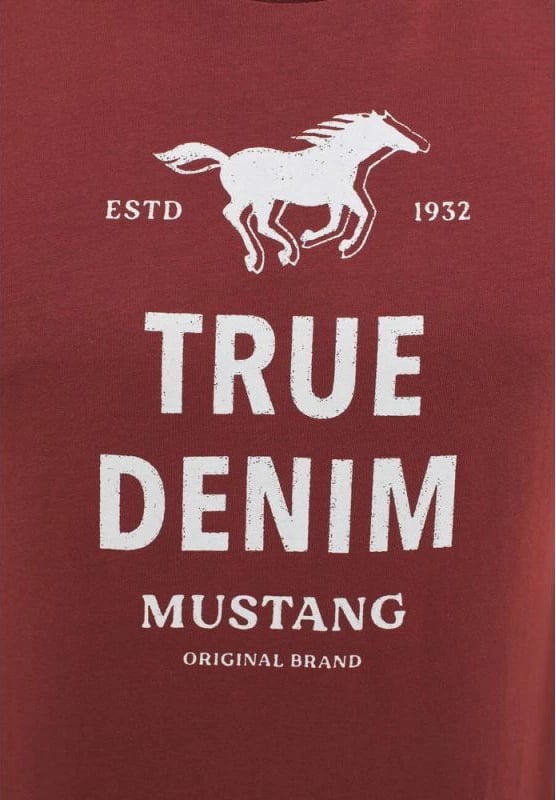 ESTD 1932
TRUE
DENIM
MUSTANG
ORIGINAL BRAND